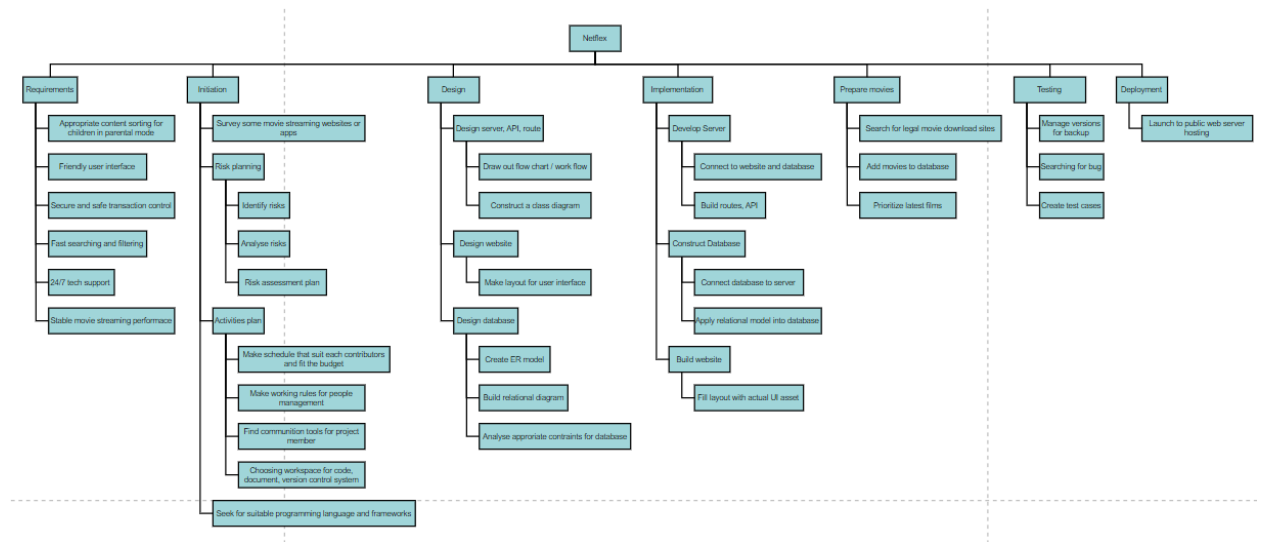 Netflex
Requirements
Appropriate content sorting for
children in parental mode
Friendly user interface
Secure and safe transaction control
Fast searching and filtering
24/7 tech support
Stable movie streaming performace
Initiation
Survey some movie streaming websites or
apps
Risk planning
Identify risks
Analyse risks
Risk assessment plan
Activities plan
Make schedule that suit each contributors
and fit the budget
Make working rules for people
management
Find communition tools for project
member
Choosing workspace for code,
document, version control system
Seek for suitable programming language and frameworks
Design
Design server, API, route
Draw out flow chart / work flow
Construct a class diagram
Design website
Make layout for user interface
Design database
Create ER model
Build relational diagram
Analyse approriate contraints for database
Implementation
Develop Server
Connect to website and database
Build routes, API
Construct Database
Connect database to server
Apply relational model into database
Build website
Fill layout with actual UI asset
Prepare movies
Search for legal movie download sites
Add movies to database
Prioritize latest films
Testing
Manage versions
for backup
Searching for bug
Create test cases
Deployment
Launch to public web server
hosting